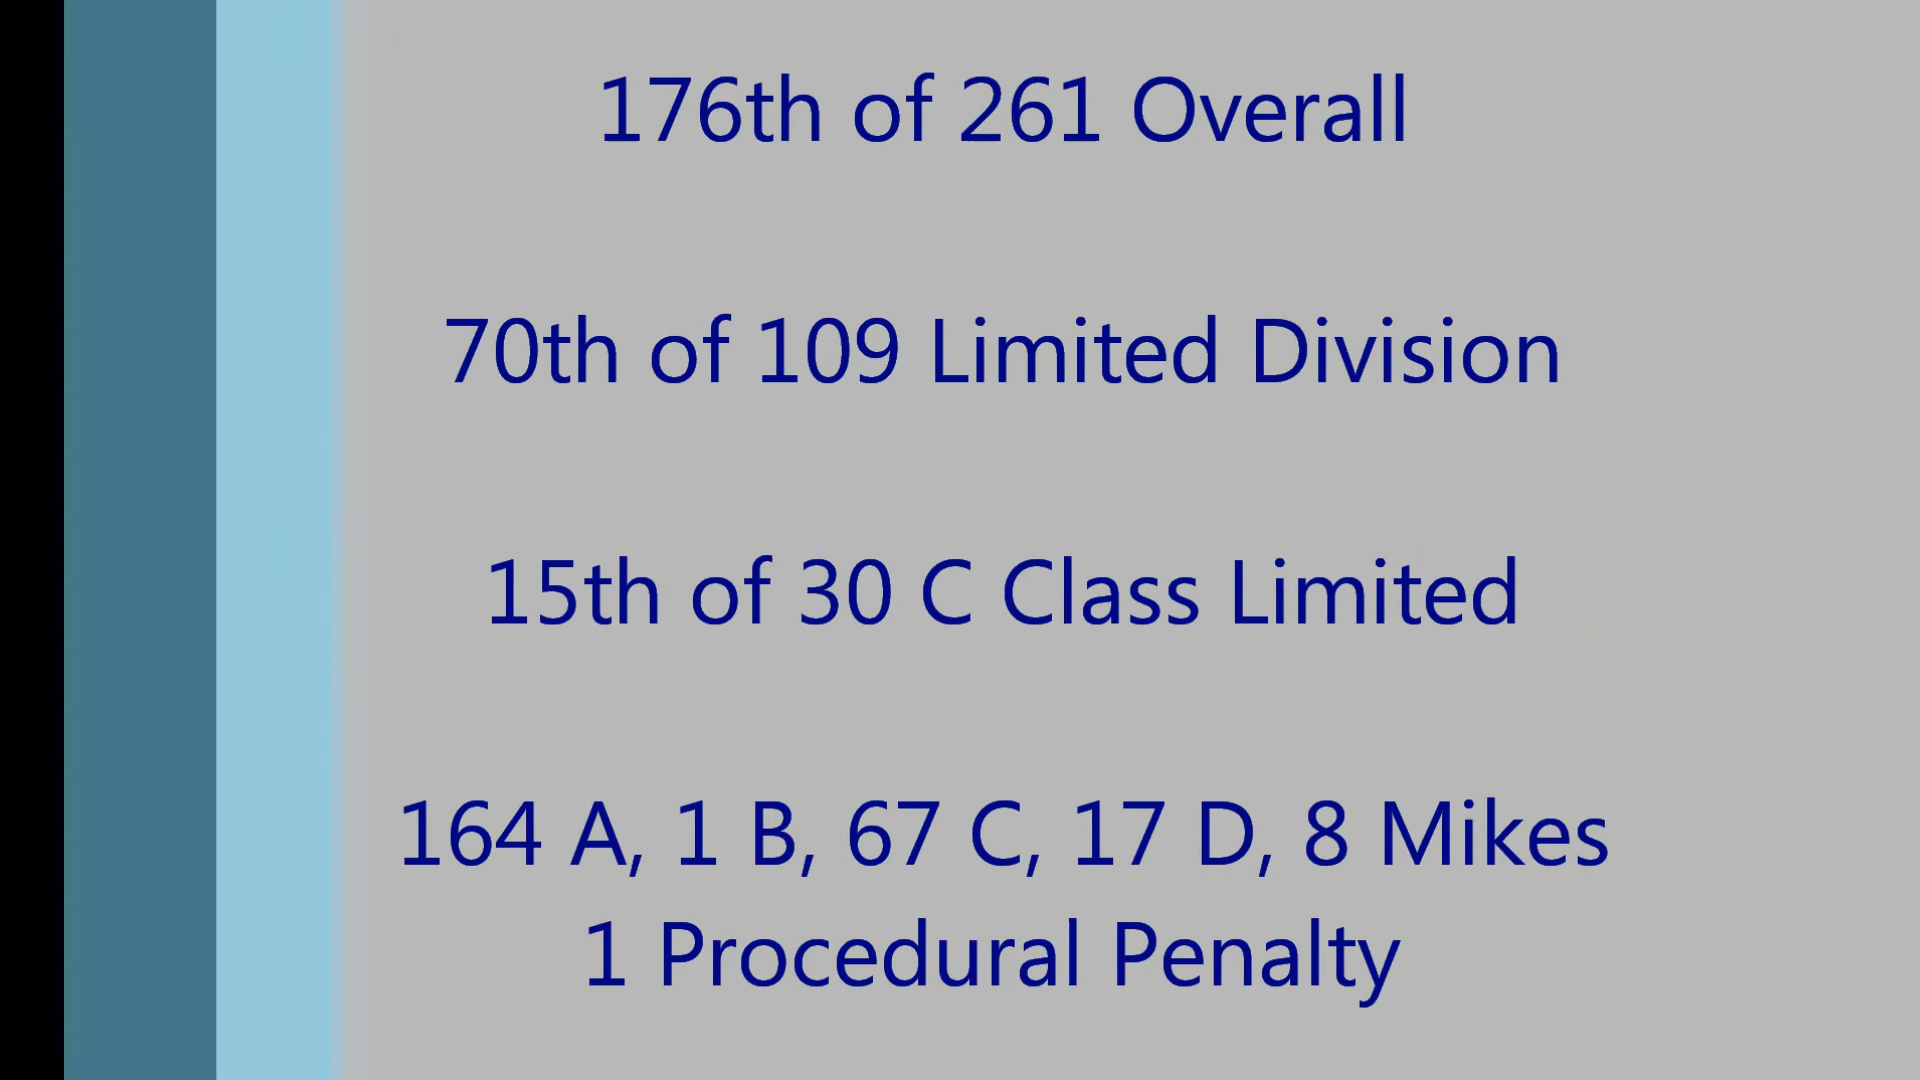 176th of 261 Overall
70th of 109 Limited Division
15th of 30 C Class Limited
164 A, 1 B, 67 C, 17 D, 8 Mikes
1 Procedural Penalty